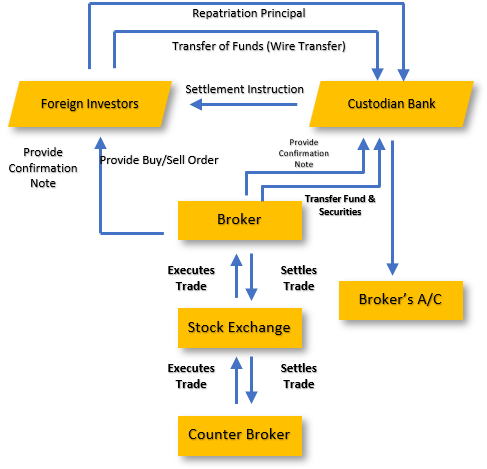 Repatriation Principal
Transfer of Funds (Wire Transfer)
Foreign Investors
Settlement Instruction
Custodian Bank
Provide
Confirmation
Note
Provide Buy/Sell Order
Provide
Confirmation
Note
Transfer Fund &
Securities
Broker
Executes
Trade
Settles
Trade
Broker's A/C
Stock Exchange
Executes
Trade
Settles
Trade
Counter Broker